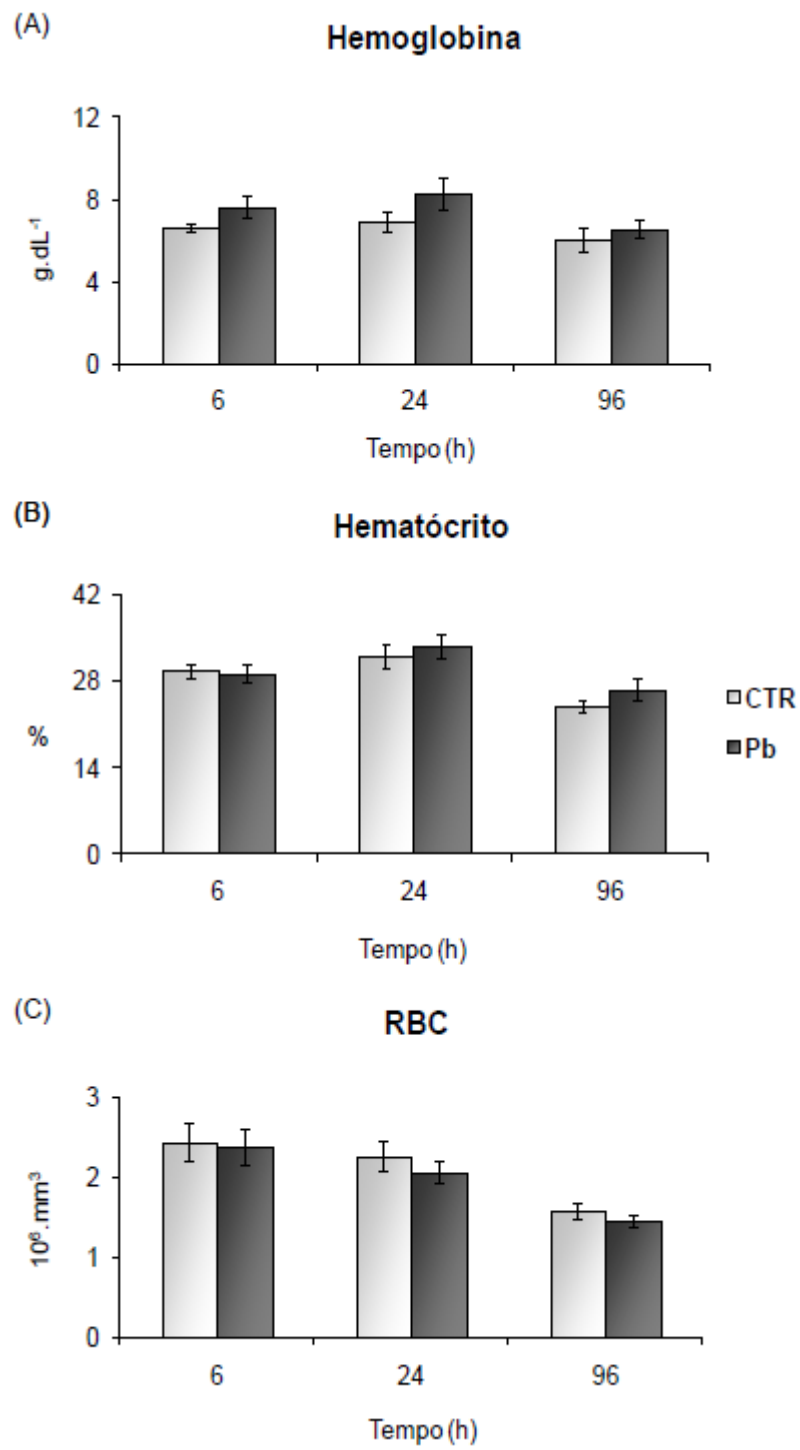 (A)
Hemoglobina
12
8
4
0
g.dL⁻¹
6 24 96
Tempo (h)
(B)
Hematócrito
42
28
14
0
%
6 24 96
Tempo (h)
CTR
Pb
(C)
RBC
3
2
1
0
10⁶.mm³
6 24 96
Tempo (h)